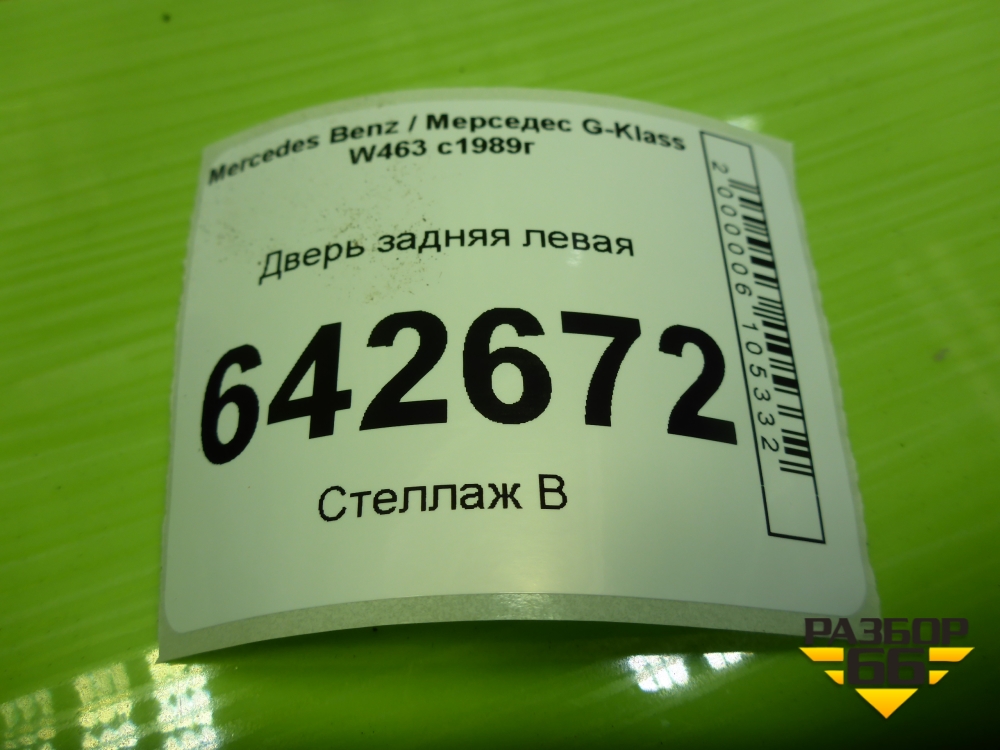 Mercedes Benz / Мерседес G-Klass
W463 с1989г
Дверь задняя левая
642672
Стеллаж В
2000006105332
РАЗБОР
66